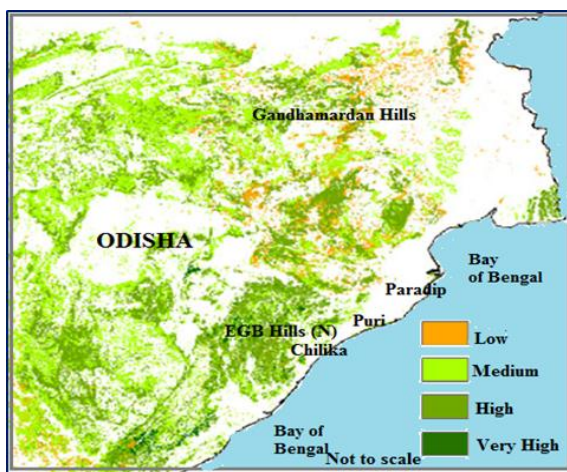 Gandhamardan Hills
ODISHA
Bay
of Bengal
Paradip
Puri
EGB Hills (N)
Chilika
Low
Medium
High
Very High
Bay of
Bengal
Not to scale